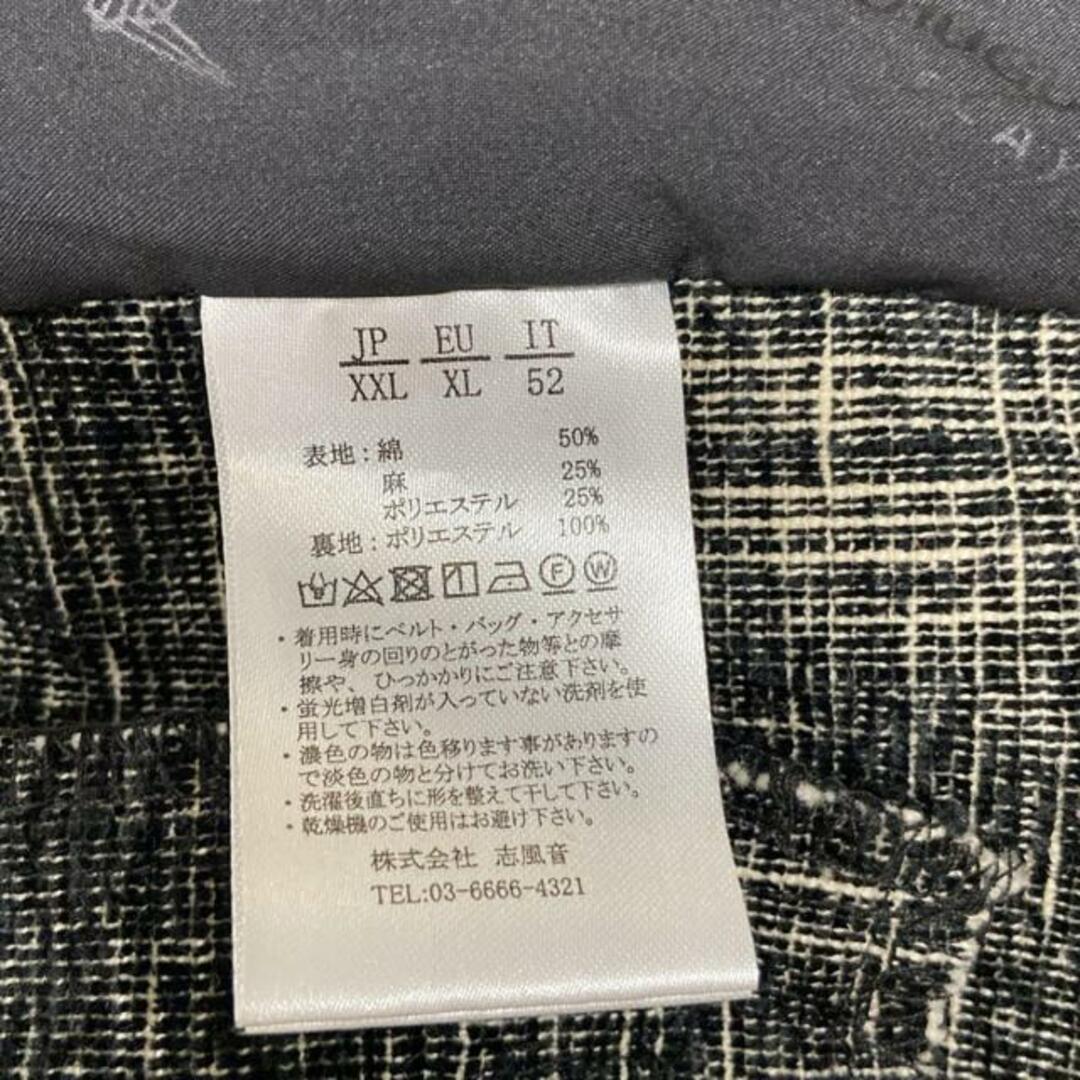 JP EU IT
XXL XL 52
表地：綿 50%
麻 25%
ポリエステル 25%
裏地：ポリエステル 100%
F W
・着用時にベルト・バッグ・アクセサ
リー身の回りのとがった物等との摩
擦や、ひっかかりにご注意下さい。
・蛍光増白剤が入っていない洗剤を使
用して下さい。
・濃色の物は色移ります事がありますの
で淡色の物と分けてお洗い下さい。
・洗濯後直ちに形を整えて干して下さい。
・乾燥機のご使用はお避け下さい。
株式会社 志風音
TEL:03-6666-4321